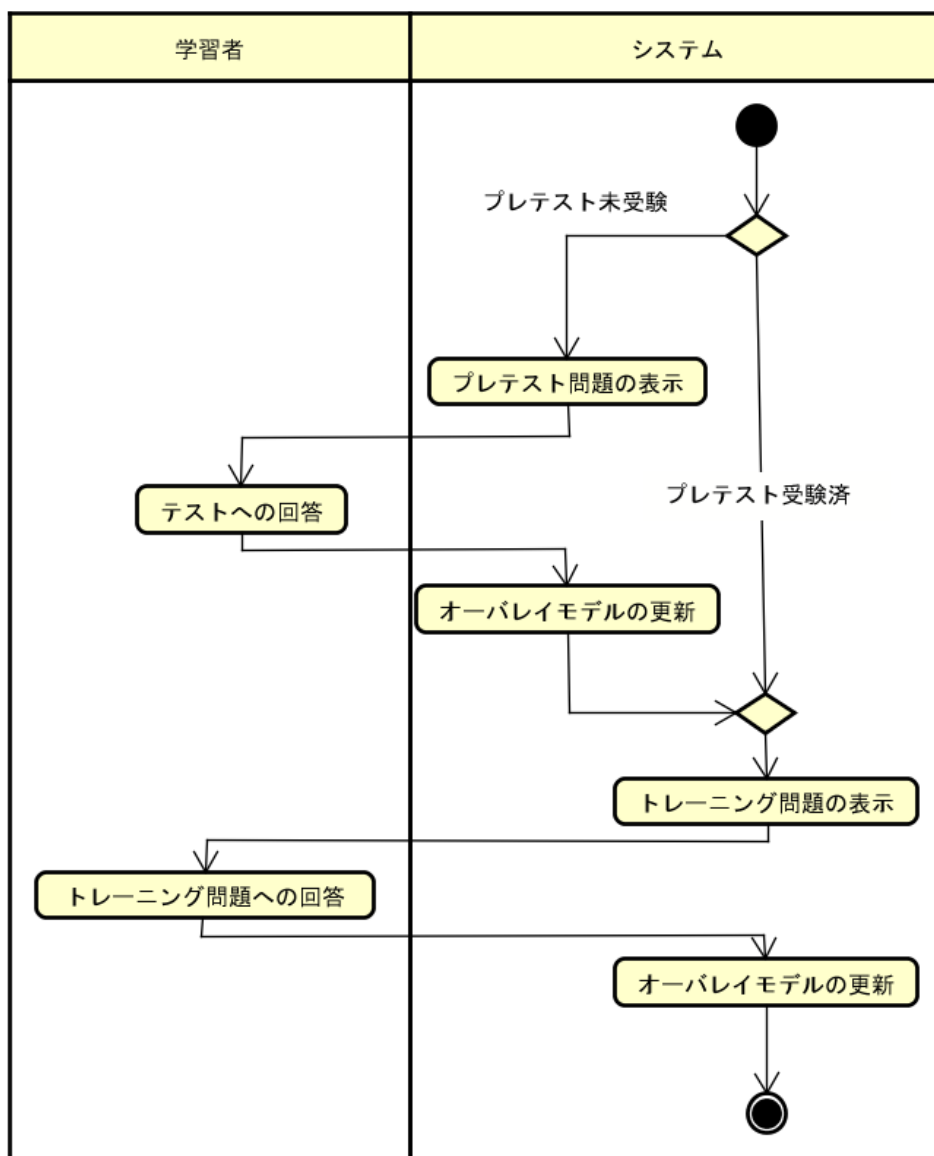 学習者
システム
プレテスト未受験
プレテスト問題の表示
テストへの回答
プレテスト受験済
オーバレイモデルの更新
トレーニング問題の表示
トレーニング問題への回答
オーバレイモデルの更新